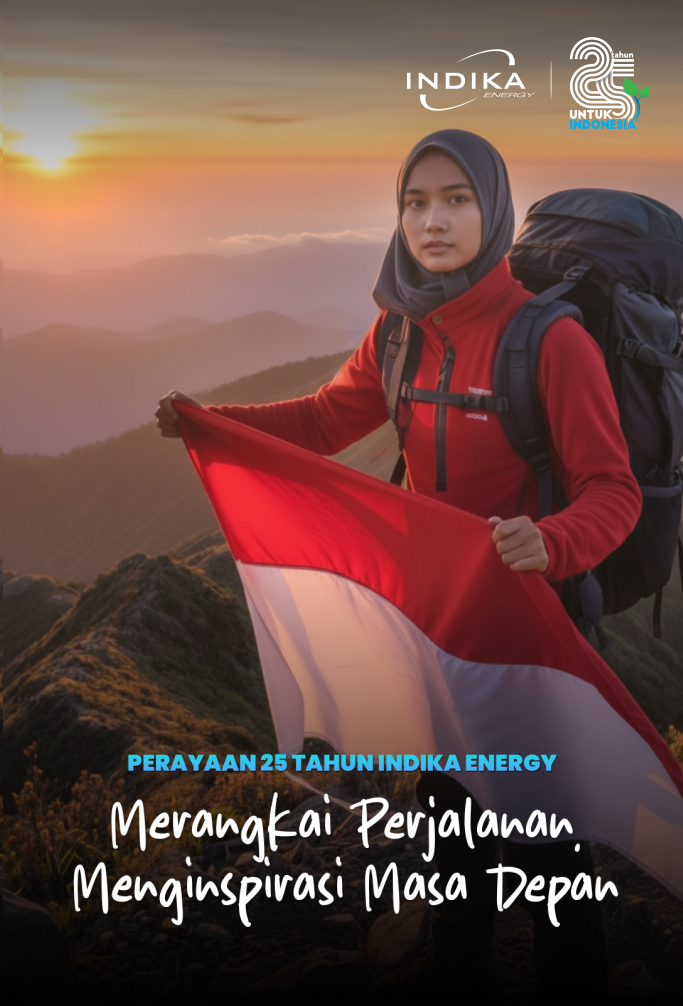 INDIKA
ENERGY
25 tahun
UNTUK
INDONESIA
PERAYAAN 25 TAHUN INDIKA ENERGY
Merangkai Perjalanan,
Menginspirasi Masa Depan